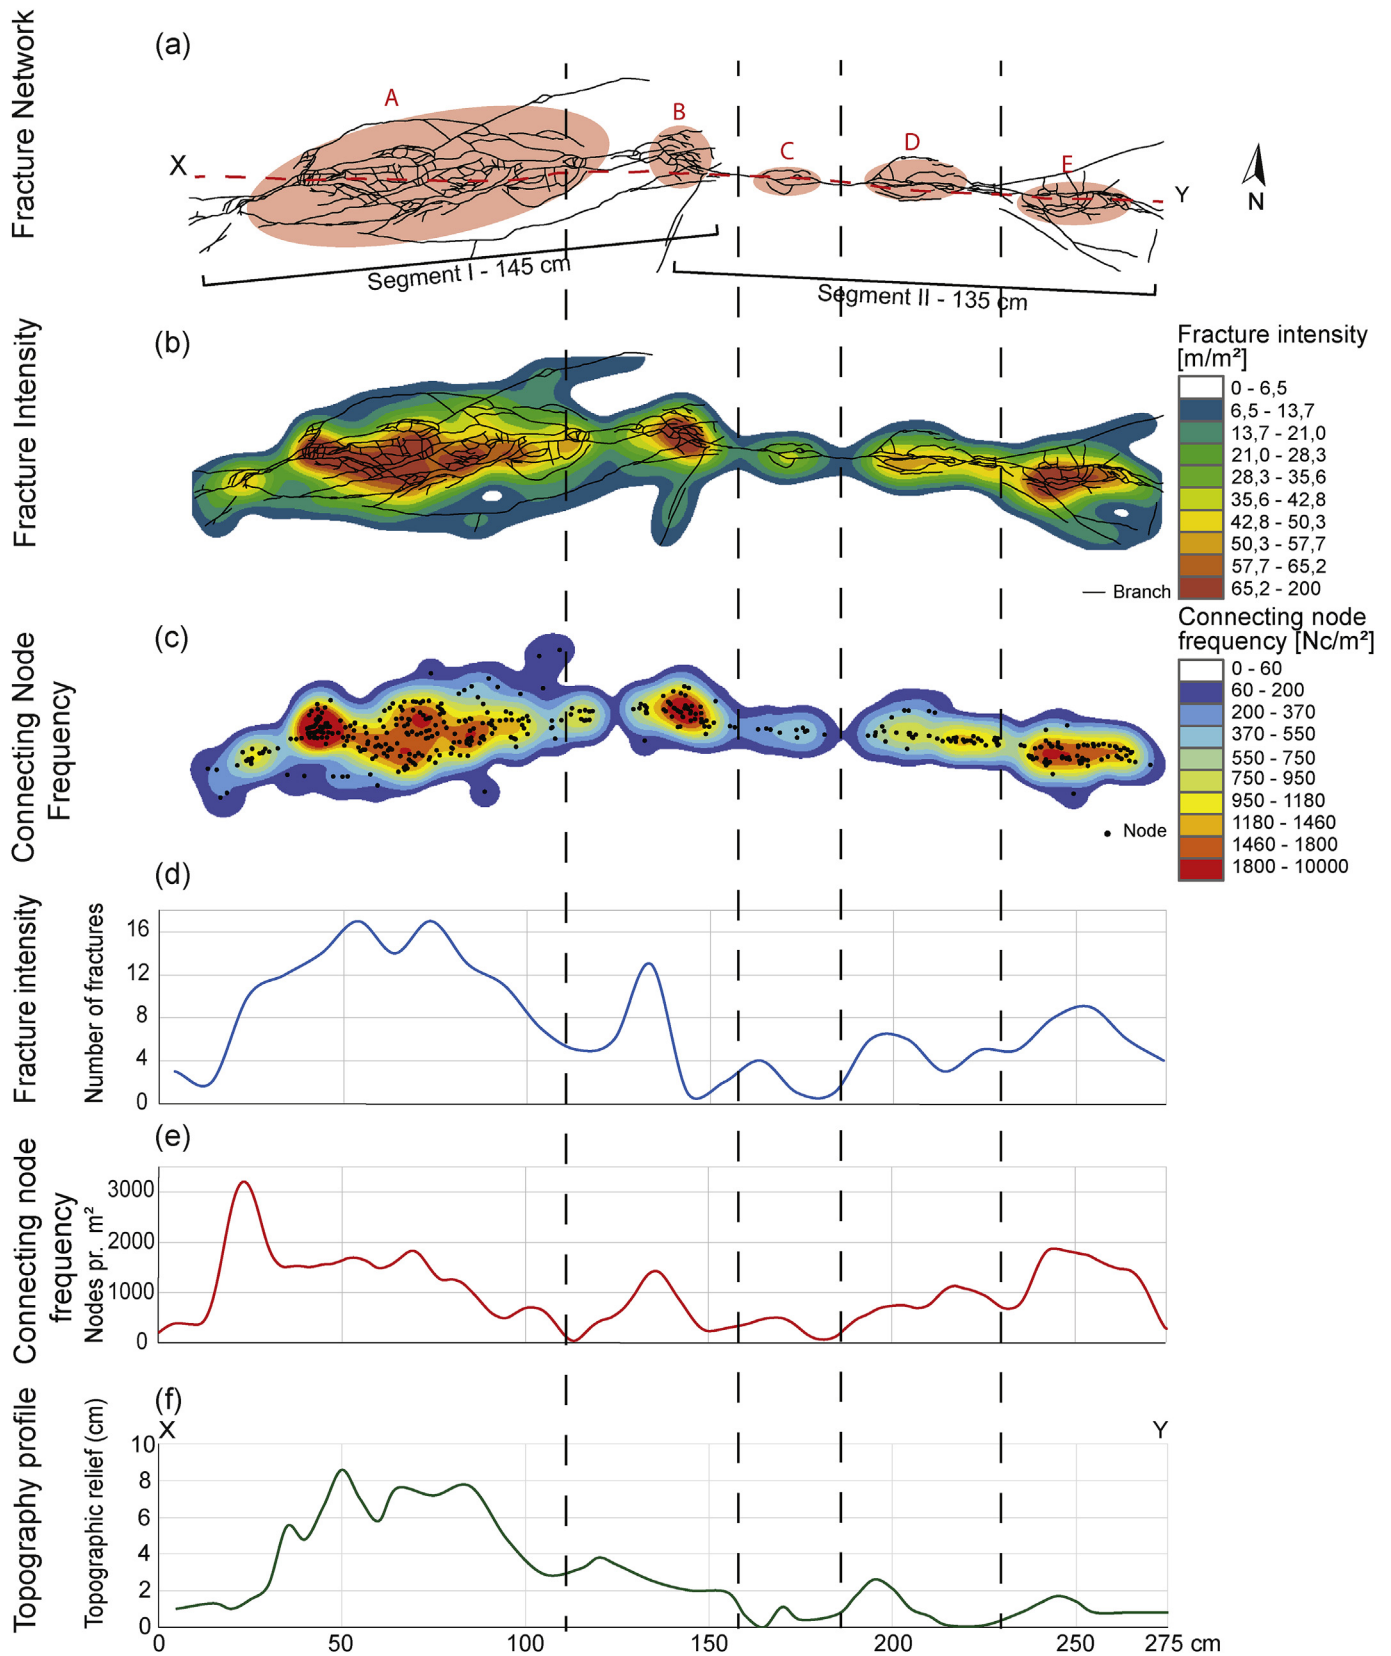 Fracture Network
(a)
A
B
C
D
E
X
Y
N
Segment I - 145 cm
Segment II - 135 cm
Fracture Intensity
(b)
Fracture intensity
[m/m²]
0 - 6,5
6,5 - 13,7
13,7 - 21,0
21,0 - 28,3
28,3 - 35,6
35,6 - 42,8
42,8 - 50,3
50,3 - 57,7
57,7 - 65,2
65,2 - 200
Branch
Connecting Node
Frequency
(c)
Connecting node
frequency [Nc/m²]
0 - 60
60 - 200
200 - 370
370 - 550
550 - 750
750 - 950
950 - 1180
1180 - 1460
1460 - 1800
1800 - 10000
Node
Fracture intensity
(d)
Number of fractures
16
12
8
4
0
Connecting node
frequency
(e)
Nodes pr. m²
3000
2000
1000
0
Topography profile
(f)
X
Y
Topographic relief (cm)
10
8
6
4
2
0
0 50 100 150 200 250 275 cm